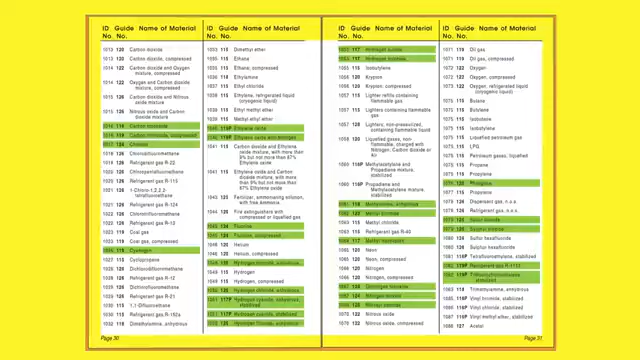 ID Guide Name of Material
No. No.
1013 120 Carbon dioxide
1013 120 Carbon dioxide, compressed
1014 122 Carbon dioxide and Oxygen
mixture, compressed
1014 122 Oxygen and Carbon dioxide
mixture, compressed
1015 126 Carbon dioxide and Nitrous
oxide mixture
1015 126 Nitrous oxide and Carbon
dioxide mixture
1016 119 Carbon monoxide
1016 119 Carbon monoxide, compressed
1017 124 Chlorine
1018 126 Chlorodifluoromethane
1018 126 Refrigerant gas R-22
1020 126 Chloropentafluoroethane
1020 126 Refrigerant gas R-115
1021 126 1-Chloro-1,2,2,2-
tetrafluoroethane
1021 126 Refrigerant gas R-124
1022 126 Chlorotrifluoromethane
1022 126 Refrigerant gas R-13
1023 119 Coal gas
1023 119 Coal gas, compressed
1026 119 Cyanogen
1027 115 Cyclopropane
1028 126 Dichlorodifluoromethane
1028 126 Refrigerant gas R-12
1029 126 Dichlorofluoromethane
1029 126 Refrigerant gas R-21
1030 115 1,1-Difluoroethane
1030 115 Refrigerant gas R-152a
1032 118 Dimethylamine, anhydrous
Page 30
ID Guide Name of Material
No. No.
1033 115 Dimethyl ether
1035 115 Ethane
1035 115 Ethane, compressed
1036 118 Ethylamine
1037 115 Ethyl chloride
1038 115 Ethylene, refrigerated liquid
(cryogenic liquid)
1039 115 Ethyl methyl ether
1039 115 Methyl ethyl ether
1040 119P Ethylene oxide
1040 119P Ethylene oxide with Nitrogen
1041 115 Carbon dioxide and Ethylene
oxide mixture, with more than
9% but not more than 87%
Ethylene oxide
1041 115 Ethylene oxide and Carbon
dioxide mixture, with more
than 9% but not more than
87% Ethylene oxide
1043 125 Fertilizer, ammoniating solution,
with free Ammonia
1044 126 Fire extinguishers with
compressed or liquefied gas
1045 124 Fluorine
1045 124 Fluorine, compressed
1046 120 Helium
1046 120 Helium, compressed
1048 125 Hydrogen bromide, anhydrous
1049 115 Hydrogen
1049 115 Hydrogen, compressed
1050 125 Hydrogen chloride, anhydrous
1051 117P Hydrogen cyanide, anhydrous,
stabilized
1051 117P Hydrogen cyanide, stabilized
1052 125 Hydrogen fluoride, anhydrous
ID Guide Name of Material
No. No.
1053 117 Hydrogen sulfide
1053 117 Hydrogen sulphide
1055 115 Isobutylene
1056 120 Krypton
1056 120 Krypton, compressed
1057 115 Lighter refills containing
flammable gas
1057 115 Lighters containing flammable
gas
1057 128 Lighters, non-pressurized,
containing flammable liquid
1058 120 Liquefied gases, non-
flammable, charged with
Nitrogen, Carbon dioxide or
Air
1060 116P Methylacetylene and
Propadiene mixture,
stabilized
1060 116P Propadiene and
Methylacetylene mixture,
stabilized
1061 118 Methylamine, anhydrous
1062 123 Methyl bromide
1063 115 Methyl chloride
1063 115 Refrigerant gas R-40
1064 117 Methyl mercaptan
1065 120 Neon
1065 120 Neon, compressed
1066 120 Nitrogen
1066 120 Nitrogen, compressed
1067 124 Dinitrogen tetroxide
1067 124 Nitrogen dioxide
1069 125 Nitrosyl chloride
1070 122 Nitrous oxide
1070 122 Nitrous oxide, compressed
ID Guide Name of Material
No. No.
1071 119 Oil gas
1071 119 Oil gas, compressed
1072 122 Oxygen
1072 122 Oxygen, compressed
1073 122 Oxygen, refrigerated liquid
(cryogenic liquid)
1075 115 Butane
1075 115 Butylene
1075 115 Isobutane
1075 115 Isobutylene
1075 115 Liquefied petroleum gas
1075 115 LPG
1075 115 Petroleum gases, liquefied
1075 115 Propane
1075 115 Propylene
1076 125 Phosgene
1077 115 Propylene
1078 126 Dispersant gas, n.o.s.
1078 126 Refrigerant gas, n.o.s.
1079 125 Sulfur dioxide
1079 125 Sulphur dioxide
1080 126 Sulfur hexafluoride
1080 126 Sulphur hexafluoride
1081 116P Tetrafluoroethylene, stabilized
1082 119P Refrigerant gas R-1113
1082 119P Trifluorochloroethylene,
stabilized
1083 118 Trimethylamine, anhydrous
1085 116P Vinyl bromide, stabilized
1086 116P Vinyl chloride, stabilized
1087 116P Vinyl methyl ether, stabilized
1088 127 Acetal
Page 31